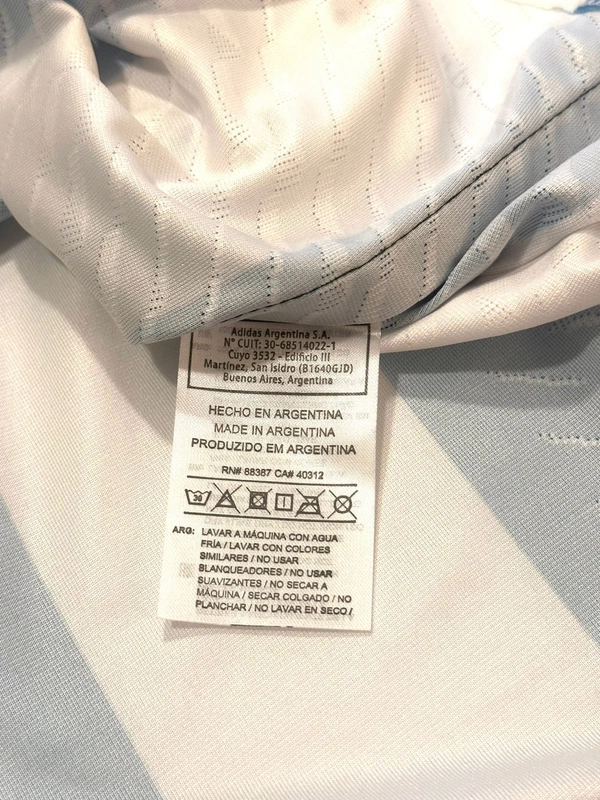 Adidas Argentina S.A.
N° CUIT: 30-68514022-1
Cuyo 3532 - Edificio III
Martínez, San Isidro (B1640GJD)
Buenos Aires, Argentina
HECHO EN ARGENTINA
MADE IN ARGENTINA
PRODUZIDO EM ARGENTINA
RN# 88387 CA# 40312
30
ARG: LAVAR A MÁQUINA CON AGUA
FRÍA / LAVAR CON COLORES
SIMILARES / NO USAR
BLANQUEADORES / NO USAR
SUAVIZANTES / NO SECAR A
MÁQUINA / SECAR COLGADO / NO
PLANCHAR / NO LAVAR EN SECO /